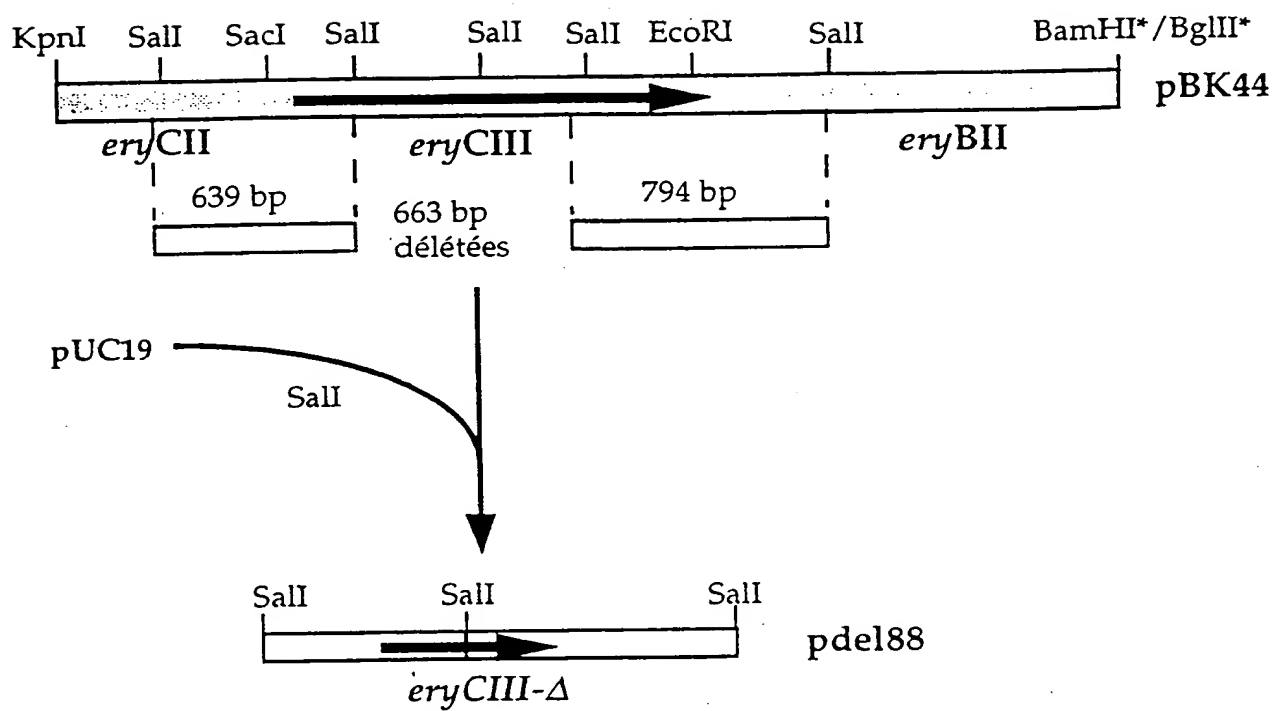 KpnI SalI SacI SalI SalI SalI EcoRI SalI BamHI*/BglII*
pBK44
eryCII eryCIII eryBII
639 bp 663 bp délétées 794 bp
pUC19
SalI
SalI SalI SalI
pdel88
eryCIII-Δ